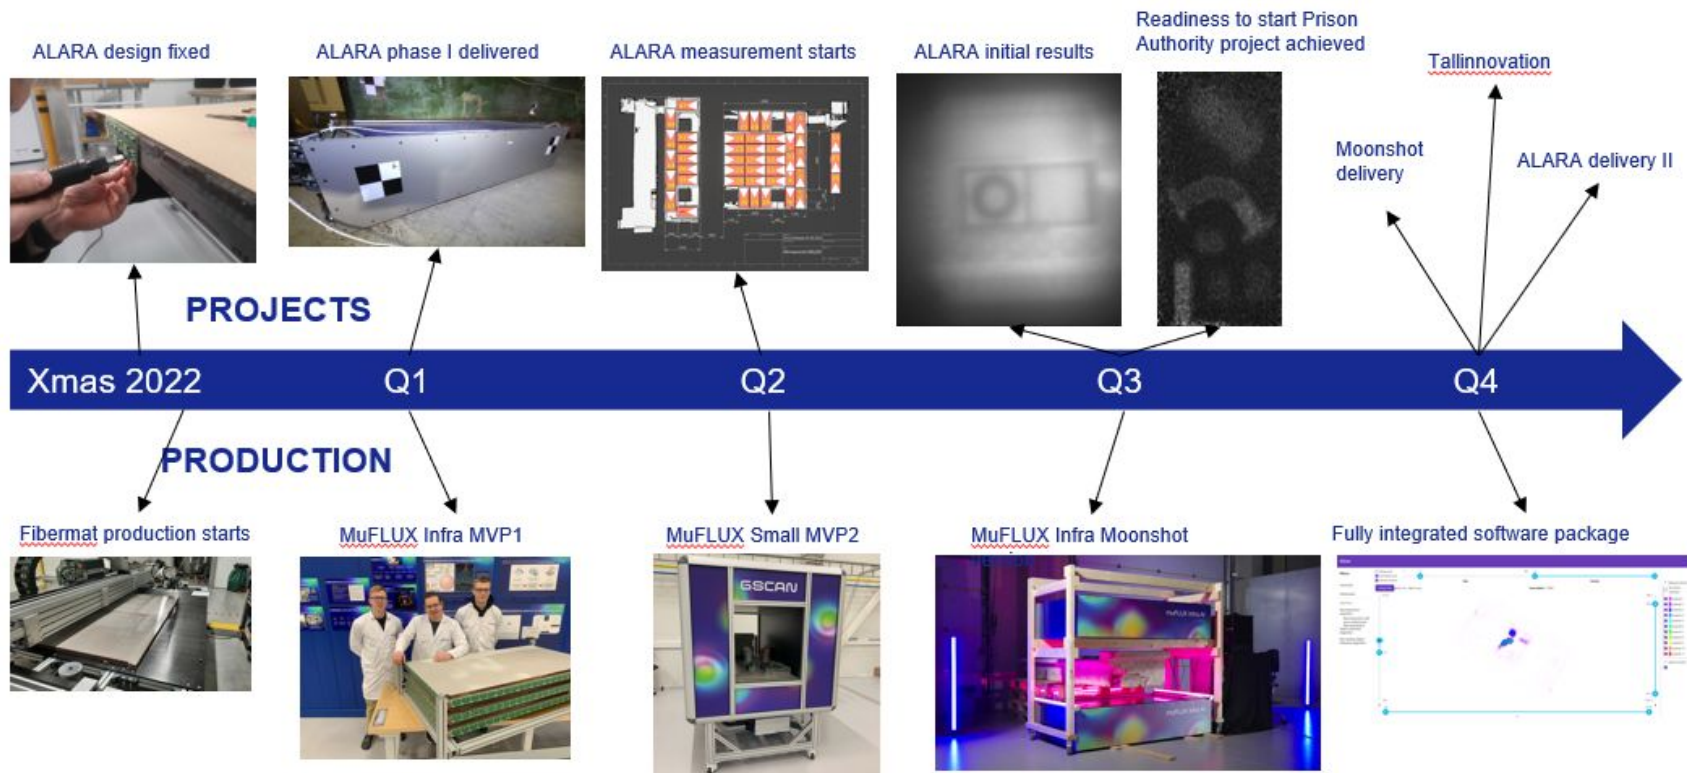 Readiness to start Prison
Authority project achieved
ALARA design fixed
ALARA phase I delivered
ALARA measurement starts
ALARA initial results
Tallinnovation
Moonshot
delivery
ALARA delivery II
PROJECTS
Xmas 2022
Q1
Q2
Q3
Q4
PRODUCTION
Fibermat production starts
MuFLUX Infra MVP1
MuFLUX Small MVP2
MuFLUX Infra Moonshot
Fully integrated software package
GSCAN